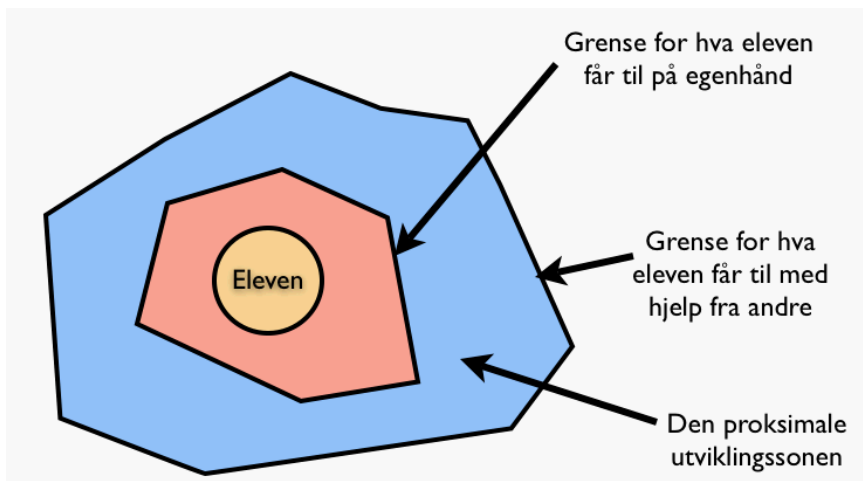 Grense for hva eleven
får til på egenhånd
Eleven
Grense for hva
eleven får til med
hjelp fra andre
Den proksimale
utviklingssonen